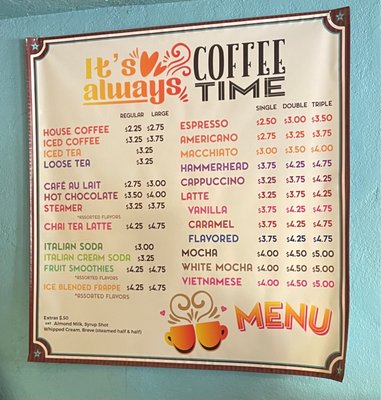 It's always COFFEE TIME
REGULAR LARGE
HOUSE COFFEE $2.25 $2.75
ICED COFFEE $3.25 $3.75
ICED TEA $3.25
LOOSE TEA $3.25
CAFÉ AU LAIT $2.75 $3.00
HOT CHOCOLATE $3.50 $4.00
STEAMER $3.25 $3.75
*ASSORTED FLAVORS
CHAI TEA LATTE $4.25 $4.75
ITALIAN SODA $3.00
ITALIAN CREAM SODA $3.25
FRUIT SMOOTHIES $4.25 $4.75
*ASSORTED FLAVORS
ICE BLENDED FRAPPE $4.25 $4.75
*ASSORTED FLAVORS
Extras $.50
Almond Milk, Syrup Shot
Whipped Cream, Breve (steamed half & half)
SINGLE DOUBLE TRIPLE
ESPRESSO $2.50 $3.00 $3.50
AMERICANO $2.75 $3.25 $3.75
MACCHIATO $3.00 $3.50 $4.00
HAMMERHEAD $3.75 $4.25 $4.75
CAPPUCCINO $3.25 $3.75 $4.25
LATTE $3.25 $3.75 $4.25
VANILLA $3.75 $4.25 $4.75
CARAMEL $3.75 $4.25 $4.75
FLAVORED $3.75 $4.25 $4.75
MOCHA $4.00 $4.50 $5.00
WHITE MOCHA $4.00 $4.50 $5.00
VIETNAMESE $4.00 $4.50 $5.00
MENU